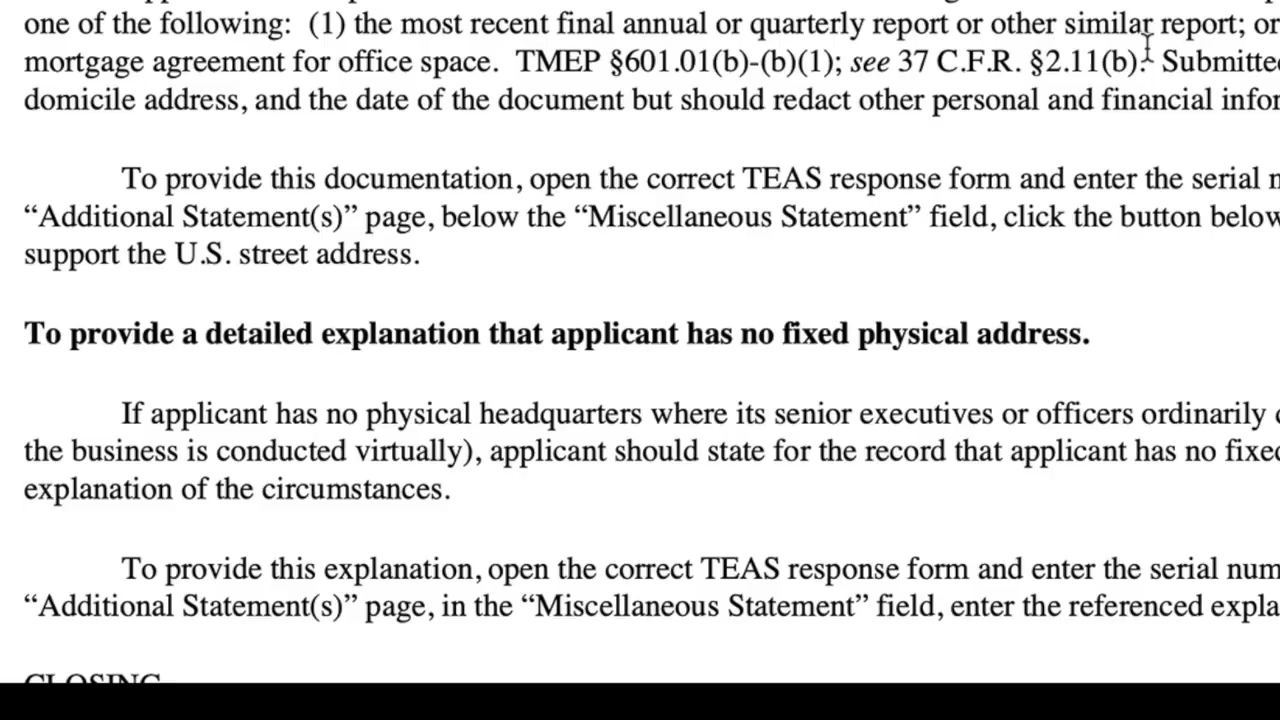 one of the following: (1) the most recent final annual or quarterly report or other similar report; or
mortgage agreement for office space. TMEP §601.01(b)-(b)(1); see 37 C.F.R. §2.11(b). Submitte
domicile address, and the date of the document but should redact other personal and financial infor
To provide this documentation, open the correct TEAS response form and enter the serial n
“Additional Statement(s)” page, below the “Miscellaneous Statement” field, click the button below
support the U.S. street address.
To provide a detailed explanation that applicant has no fixed physical address.
If applicant has no physical headquarters where its senior executives or officers ordinarily
the business is conducted virtually), applicant should state for the record that applicant has no fixed
explanation of the circumstances.
To provide this explanation, open the correct TEAS response form and enter the serial num
“Additional Statement(s)” page, in the “Miscellaneous Statement” field, enter the referenced expla
CLOSING